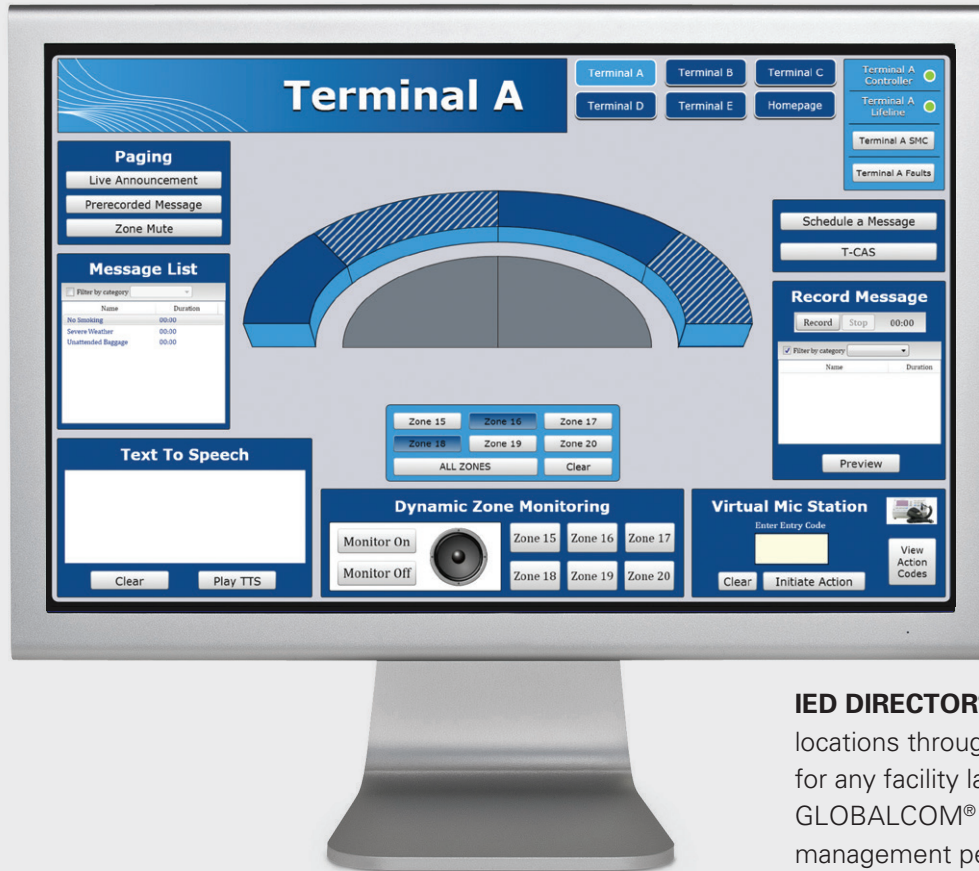 Terminal A
Terminal A
Terminal B
Terminal C
Terminal D
Terminal E
Homepage
Terminal A
Controller
Terminal A
Lifeline
Terminal A SMC
Terminal A Faults
Paging
Live Announcement
Prerecorded Message
Zone Mute
Schedule a Message
T-CAS
Message List
Filter by category
Name Duration
No Smoking 00:00
Severe Weather 00:00
Unattended Baggage 00:00
Record Message
Record Stop 00:00
Filter by category
Name Duration
Preview
Zone 15 Zone 16 Zone 17
Zone 18 Zone 19 Zone 20
ALL ZONES Clear
Text To Speech
Clear Play TTS
Dynamic Zone Monitoring
Monitor On
Monitor Off
Zone 15 Zone 16 Zone 17
Zone 18 Zone 19 Zone 20
Virtual Mic Station
Enter Entry Code
Clear Initiate Action
View
Action
Codes
IED DIRECTOR
locations throug
for any facility la
GLOBALCOM®
management pe